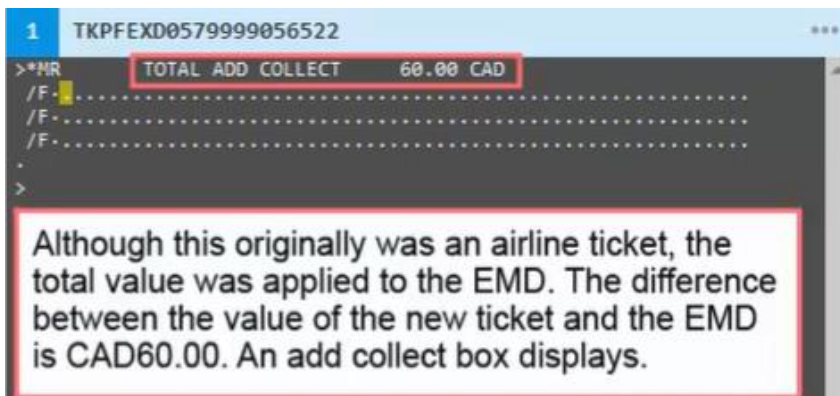 1 TKPFEXD0579999056522
>*MR TOTAL ADD COLLECT 60.00 CAD
/F·..........................................................
/F·..........................................................
/F·..........................................................
·
>
Although this originally was an airline ticket, the
total value was applied to the EMD. The difference
between the value of the new ticket and the EMD
is CAD60.00. An add collect box displays.